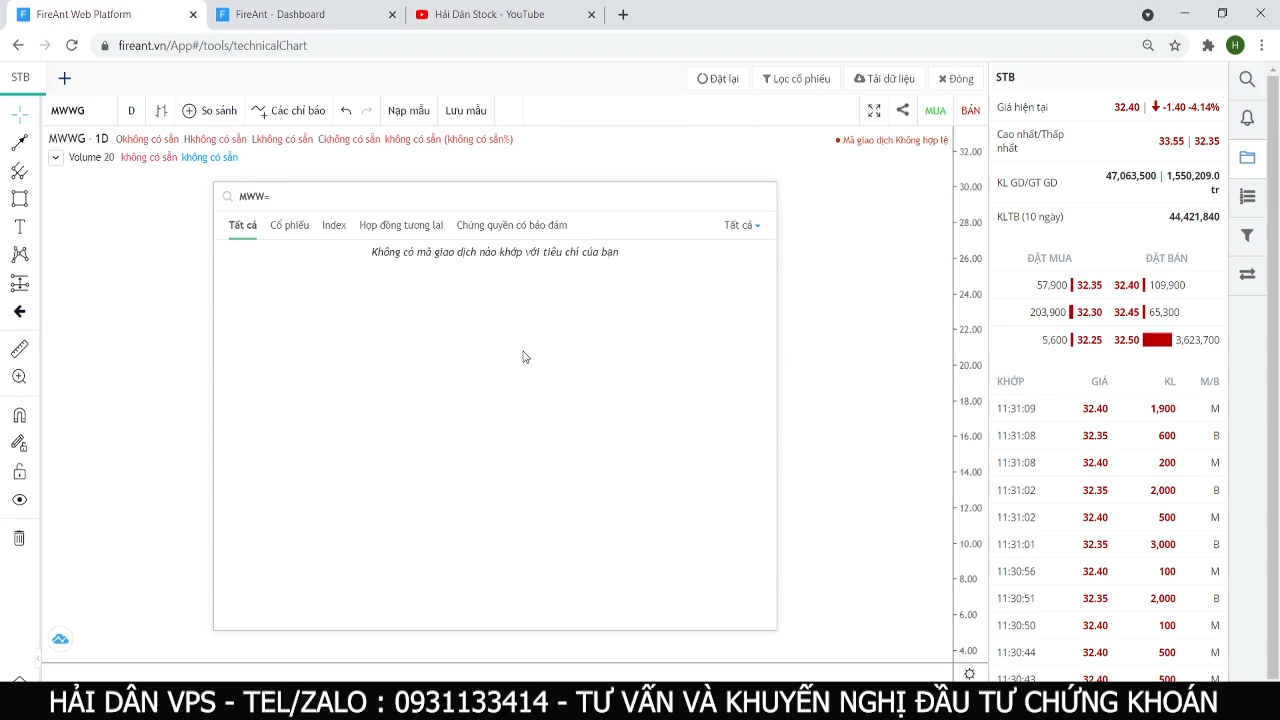 FireAnt Web Platform
FireAnt - Dashboard
Hải Dân Stock - YouTube
fireant.vn/App#/tools/technicalChart
H
STB
Đặt lại
Lọc cổ phiếu
Tải dữ liệu
Đóng
MWWG
D
So sánh
Các chỉ báo
Nạp mẫu
Lưu mẫu
MUA
BÁN
MWWG · 1D Okhông có sẵn Hkhông có sẵn Lkhông có sẵn Ckhông có sẵn không có sẵn (không có sẵn%)
Mã giao dịch Không hợp lệ
Volume 20 không có sẵn không có sẵn
MWW=
Tất cả Cổ phiếu Index Hợp đồng tương lai Chứng quyền có bảo đảm Tất cả
Không có mã giao dịch nào khớp với tiêu chí của bạn
32.00
30.00
28.00
26.00
24.00
22.00
20.00
18.00
16.00
14.00
12.00
10.00
8.00
6.00
4.00
STB
Giá hiện tại 32.40 | -1.40 -4.14%
Cao nhất/Thấp nhất 33.55 | 32.35
KL GD/GT GD 47,063,500 | 1,550,209.0 tr
KLTB (10 ngày) 44,421,840
ĐẶT MUA ĐẶT BÁN
57,900 32.35 32.40 109,900
203,900 32.30 32.45 65,300
5,600 32.25 32.50 3,623,700
KHỚP GIÁ KL M/B
11:31:09 32.40 1,900 M
11:31:08 32.35 600 B
11:31:08 32.40 200 M
11:31:02 32.35 2,000 B
11:31:02 32.40 500 M
11:31:01 32.35 3,000 B
11:30:56 32.40 100 M
11:30:51 32.35 2,000 B
11:30:50 32.40 100 M
11:30:44 32.40 500 M
11:30:43 32.40 500 M
HẢI DÂN VPS - TEL/ZALO : 0931133414 - TƯ VẤN VÀ KHUYẾN NGHỊ ĐẦU TƯ CHỨNG KHOÁN